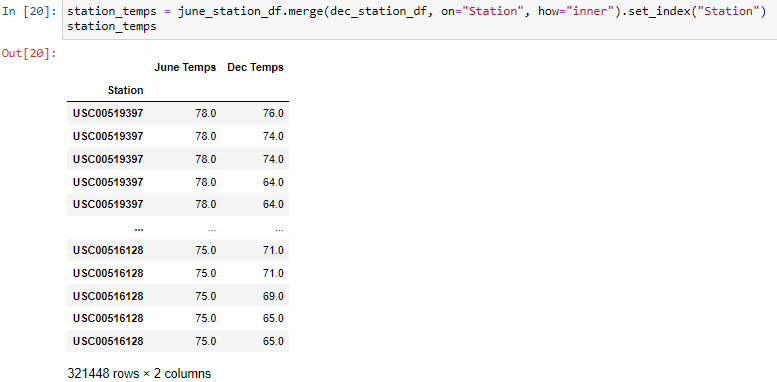 In [20]: station_temps = june_station_df.merge(dec_station_df, on="Station", how="inner").set_index("Station")
station_temps
Out[20]:
June Temps Dec Temps
Station
USC00519397 78.0 76.0
USC00519397 78.0 74.0
USC00519397 78.0 74.0
USC00519397 78.0 64.0
USC00519397 78.0 64.0
... ... ...
USC00516128 75.0 71.0
USC00516128 75.0 71.0
USC00516128 75.0 69.0
USC00516128 75.0 65.0
USC00516128 75.0 65.0
321448 rows × 2 columns